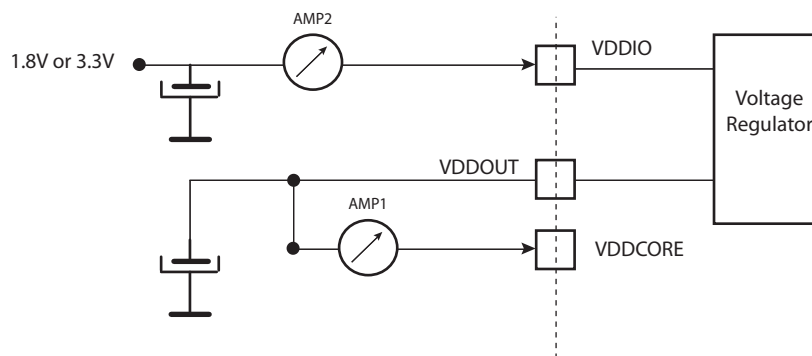 AMP2
1.8V or 3.3V
VDDIO
Voltage
Regulator
VDDOUT
AMP1
VDDCORE